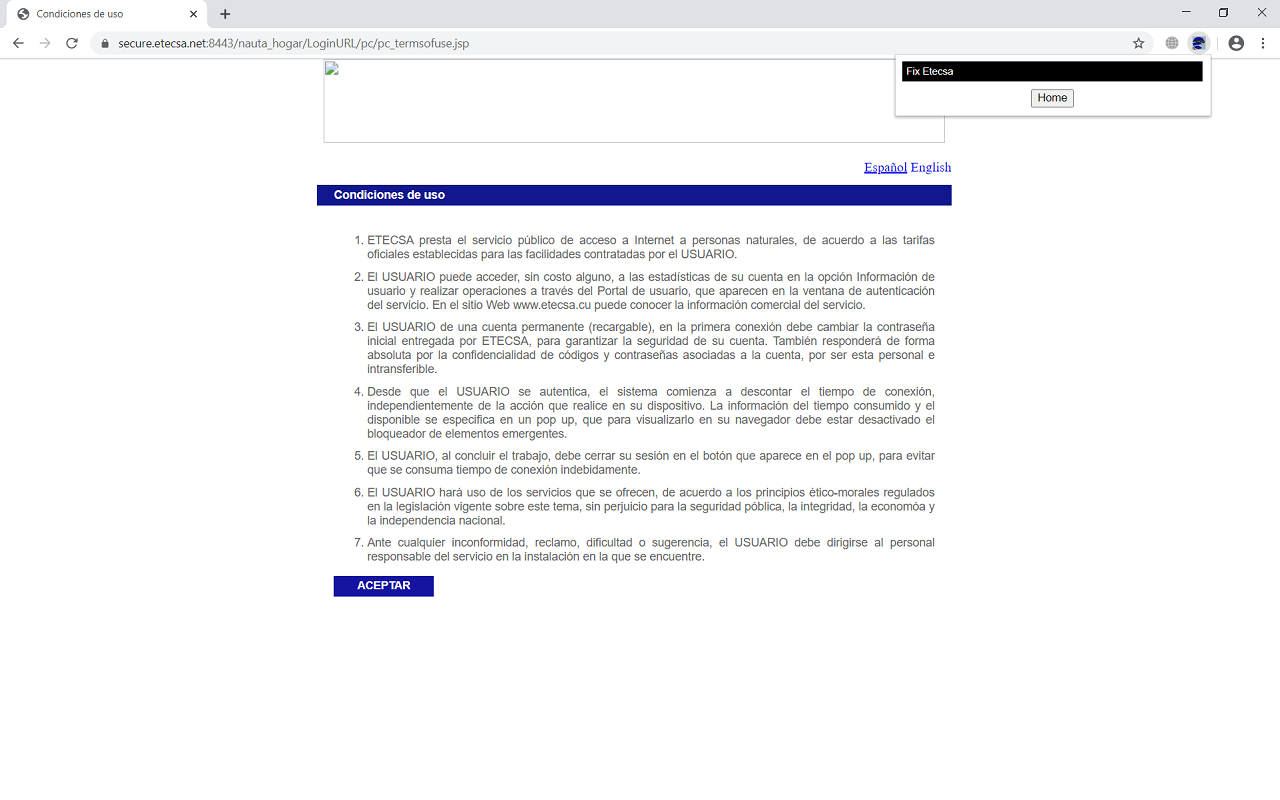 Condiciones de uso
secure.etecsa.net:8443/nauta_hogar/LoginURL/pc/pc_termsofuse.jsp
Fix Etecsa
Home
Español English
Condiciones de uso
1. ETECSA presta el servicio público de acceso a Internet a personas naturales, de acuerdo a las tarifas
oficiales establecidas para las facilidades contratadas por el USUARIO.
2. El USUARIO puede acceder, sin costo alguno, a las estadísticas de su cuenta en la opción Información de
usuario y realizar operaciones a través del Portal de usuario, que aparecen en la ventana de autenticación
del servicio. En el sitio Web www.etecsa.cu puede conocer la información comercial del servicio.
3. El USUARIO de una cuenta permanente (recargable), en la primera conexión debe cambiar la contraseña
inicial entregada por ETECSA, para garantizar la seguridad de su cuenta. También responderá de forma
absoluta por la confidencialidad de códigos y contraseñas asociadas a la cuenta, por ser esta personal e
intransferible.
4. Desde que el USUARIO se autentica, el sistema comienza a descontar el tiempo de conexión,
independientemente de la acción que realice en su dispositivo. La información del tiempo consumido y el
disponible se especifica en un pop up, que para visualizarlo en su navegador debe estar desactivado el
bloqueador de elementos emergentes.
5. El USUARIO, al concluir el trabajo, debe cerrar su sesión en el botón que aparece en el pop up, para evitar
que se consuma tiempo de conexión indebidamente.
6. El USUARIO hará uso de los servicios que se ofrecen, de acuerdo a los principios ético-morales regulados
en la legislación vigente sobre este tema, sin perjuicio para la seguridad póblica, la integridad, la economóa y
la independencia nacional.
7. Ante cualquier inconformidad, reclamo, dificultad o sugerencia, el USUARIO debe dirigirse al personal
responsable del servicio en la instalación en la que se encuentre.
ACEPTAR